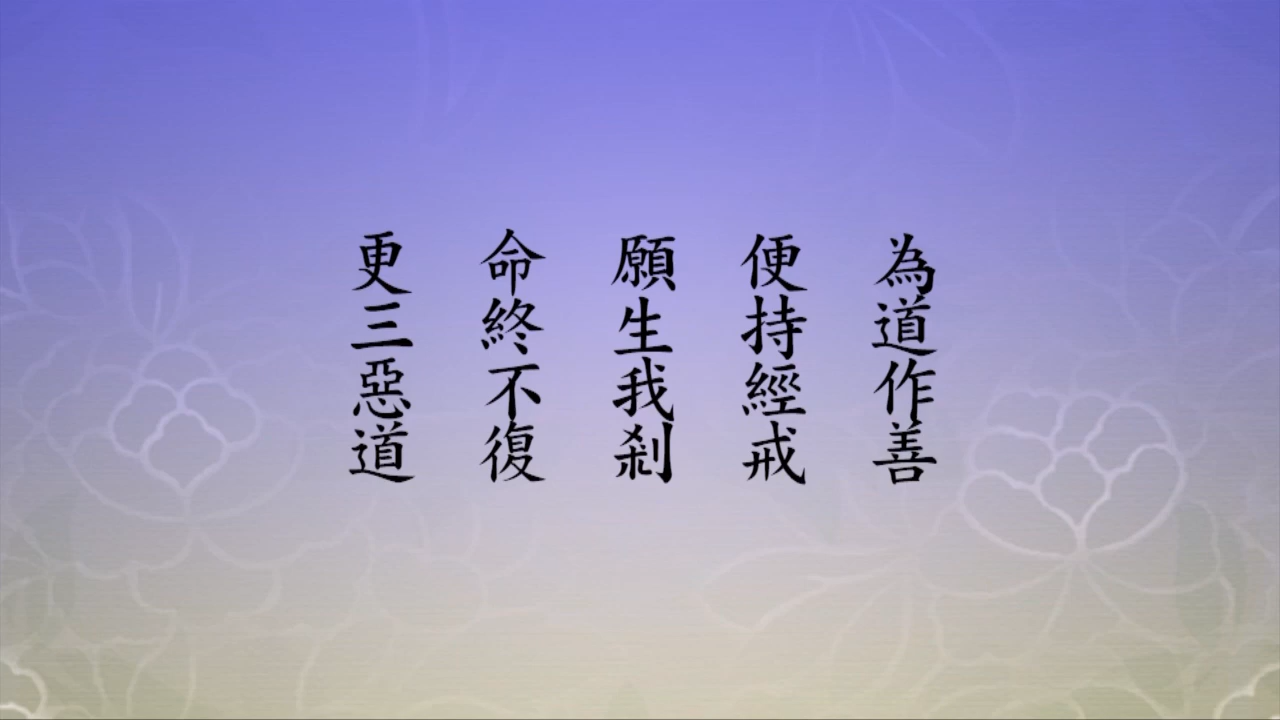 為道作善
便持經戒
願生我剎
命終不復
更三惡道